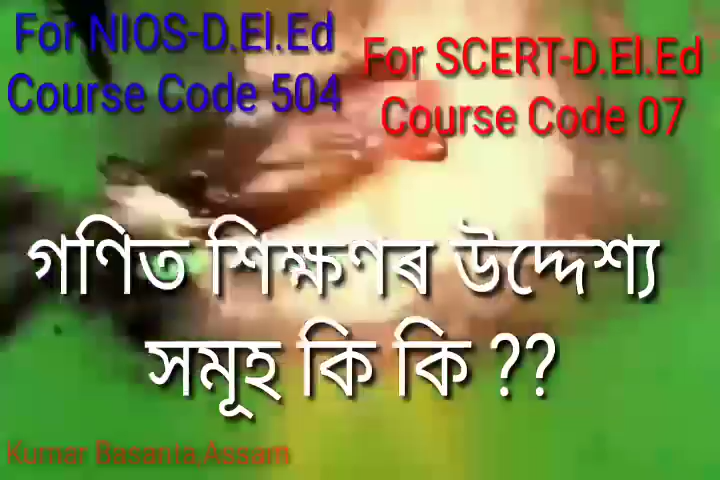 For NIOS-D.El.Ed
Course Code 504
For SCERT-D.El.Ed
Course Code 07
গণিত শিক্ষণৰ উদ্দেশ্য
সমূহ কি কি ??
Kumar Basanta,Assam